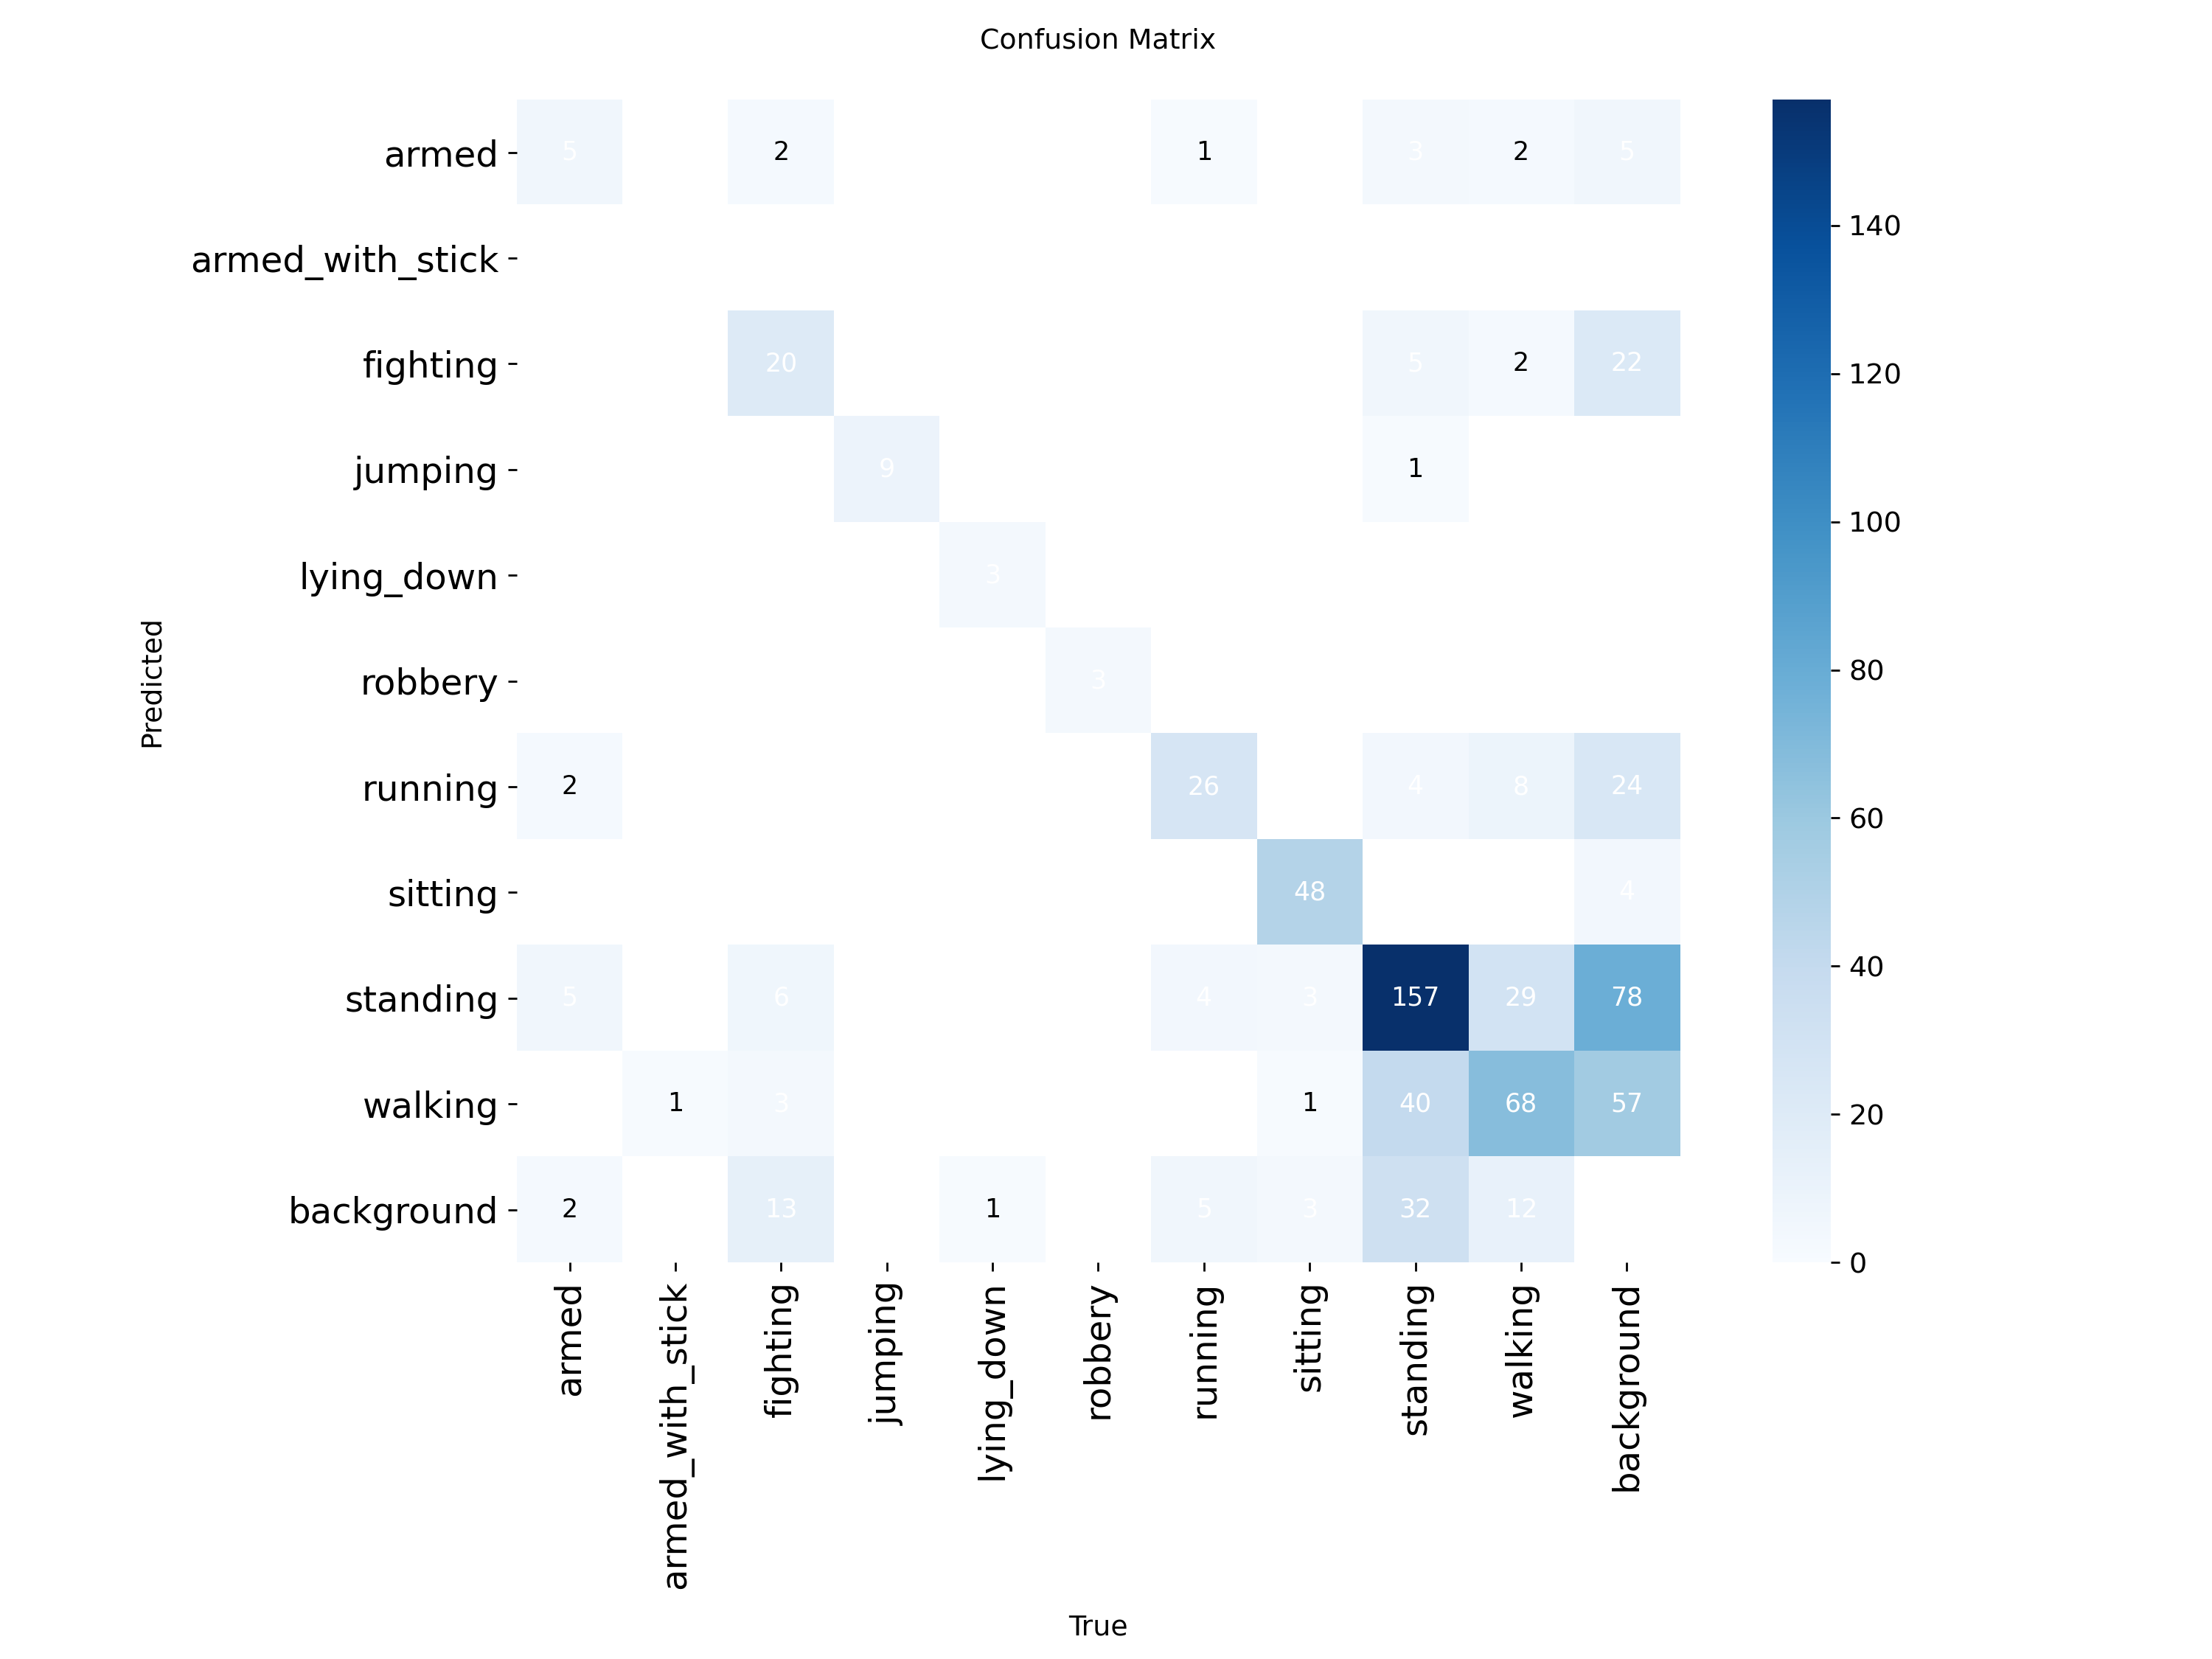 Confusion Matrix
armed 5 2 1 3 2 5
armed_with_stick
fighting 20 5 2 22
jumping 9 1
lying_down 3
robbery 3
running 2 26 4 8 24
sitting 48 4
standing 5 6 4 3 157 29 78
walking 1 3 1 40 68 57
background 2 13 1 5 3 32 12
Predicted
armed
armed_with_stick
fighting
jumping
lying_down
robbery
running
sitting
standing
walking
background
True
140
120
100
80
60
40
20
0